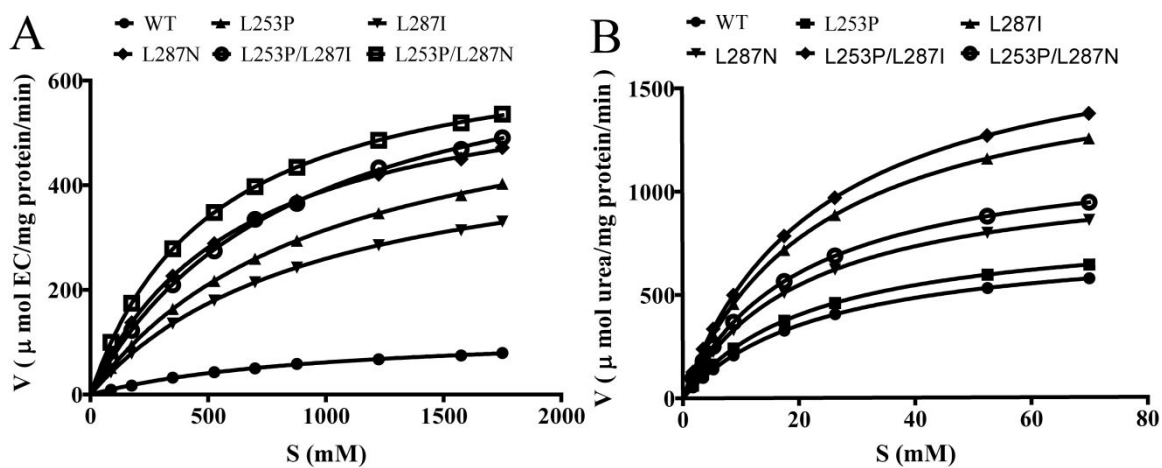 A
WT L253P L287I
L287N L253P/L287I L253P/L287N
V ( μ mol EC/mg protein/min)
600
400
200
0
0 500 1000 1500 2000
S (mM)
B
WT L253P L287I
L287N L253P/L287I L253P/L287N
V ( μ mol urea/mg protein/min)
1500
1000
500
0
0 20 40 60 80
S (mM)